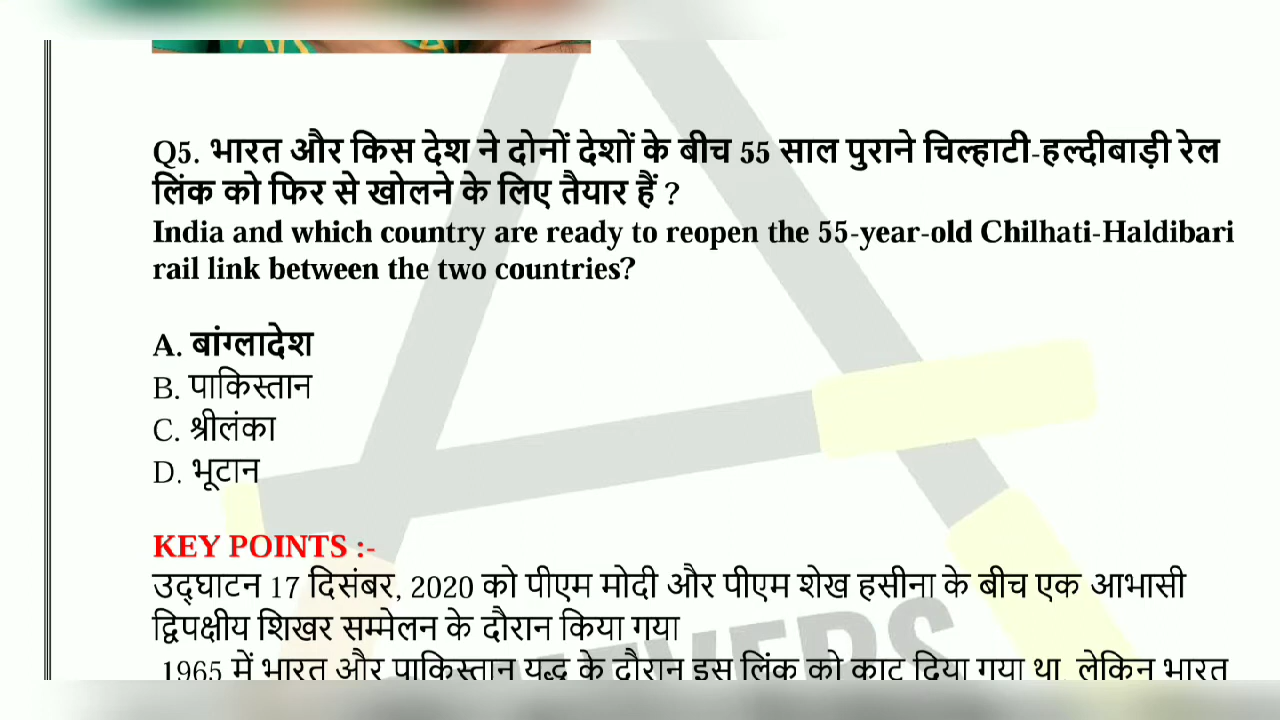 Q5. भारत और किस देश ने दोनों देशों के बीच 55 साल पुराने चिल्हाटी-हल्दीबाड़ी रेल
लिंक को फिर से खोलने के लिए तैयार हैं ?
India and which country are ready to reopen the 55-year-old Chilhati-Haldibari
rail link between the two countries?
A. बांग्लादेश
B. पाकिस्तान
C. श्रीलंका
D. भूटान
KEY POINTS :-
उद्घाटन 17 दिसंबर, 2020 को पीएम मोदी और पीएम शेख हसीना के बीच एक आभासी
द्विपक्षीय शिखर सम्मेलन के दौरान किया गया
1965 में भारत और पाकिस्तान युद्ध के दौरान इस लिंक को काट दिया गया था, लेकिन भारत